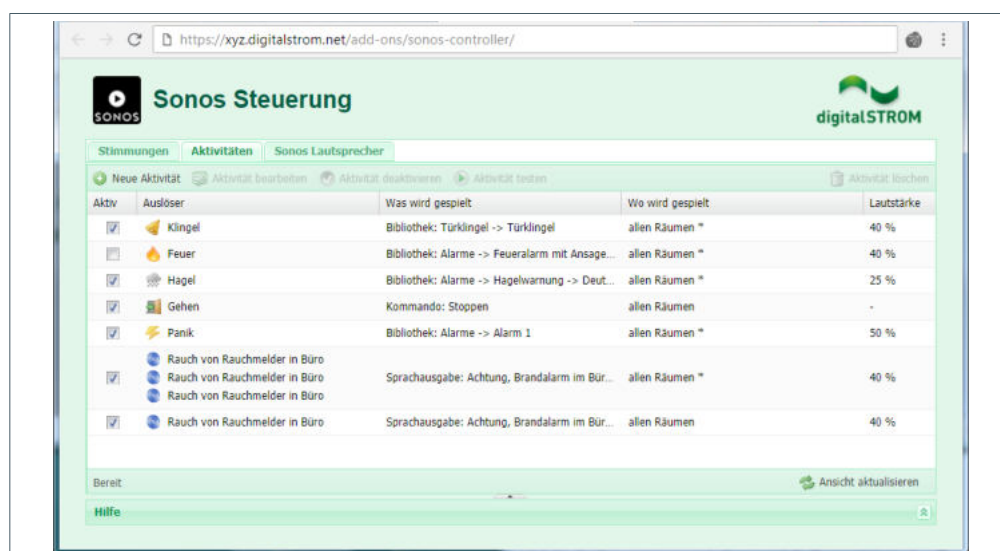 https://xyz.digitalstrom.net/add-ons/sonos-controller/
SONOS
Sonos Steuerung
digitalSTROM
Stimmungen Aktivitäten Sonos Lautsprecher
Neue Aktivität Aktivität bearbeiten Aktivität deaktivieren Aktivität testen Aktivität löschen
Aktiv Auslöser Was wird gespielt Wo wird gespielt Lautstärke
Klingel Bibliothek: Türklingel -> Türklingel allen Räumen * 40 %
Feuer Bibliothek: Alarme -> Feueralarm mit Ansage... allen Räumen * 40 %
Hagel Bibliothek: Alarme -> Hagelwarnung -> Deut... allen Räumen * 25 %
Gehen Kommando: Stoppen allen Räumen -
Panik Bibliothek: Alarme -> Alarm 1 allen Räumen * 50 %
Rauch von Rauchmelder in Büro
Rauch von Rauchmelder in Büro Sprachausgabe: Achtung, Brandalarm im Bür... allen Räumen * 40 %
Rauch von Rauchmelder in Büro
Rauch von Rauchmelder in Büro Sprachausgabe: Achtung, Brandalarm im Bür... allen Räumen 40 %
Bereit Ansicht aktualisieren
Hilfe